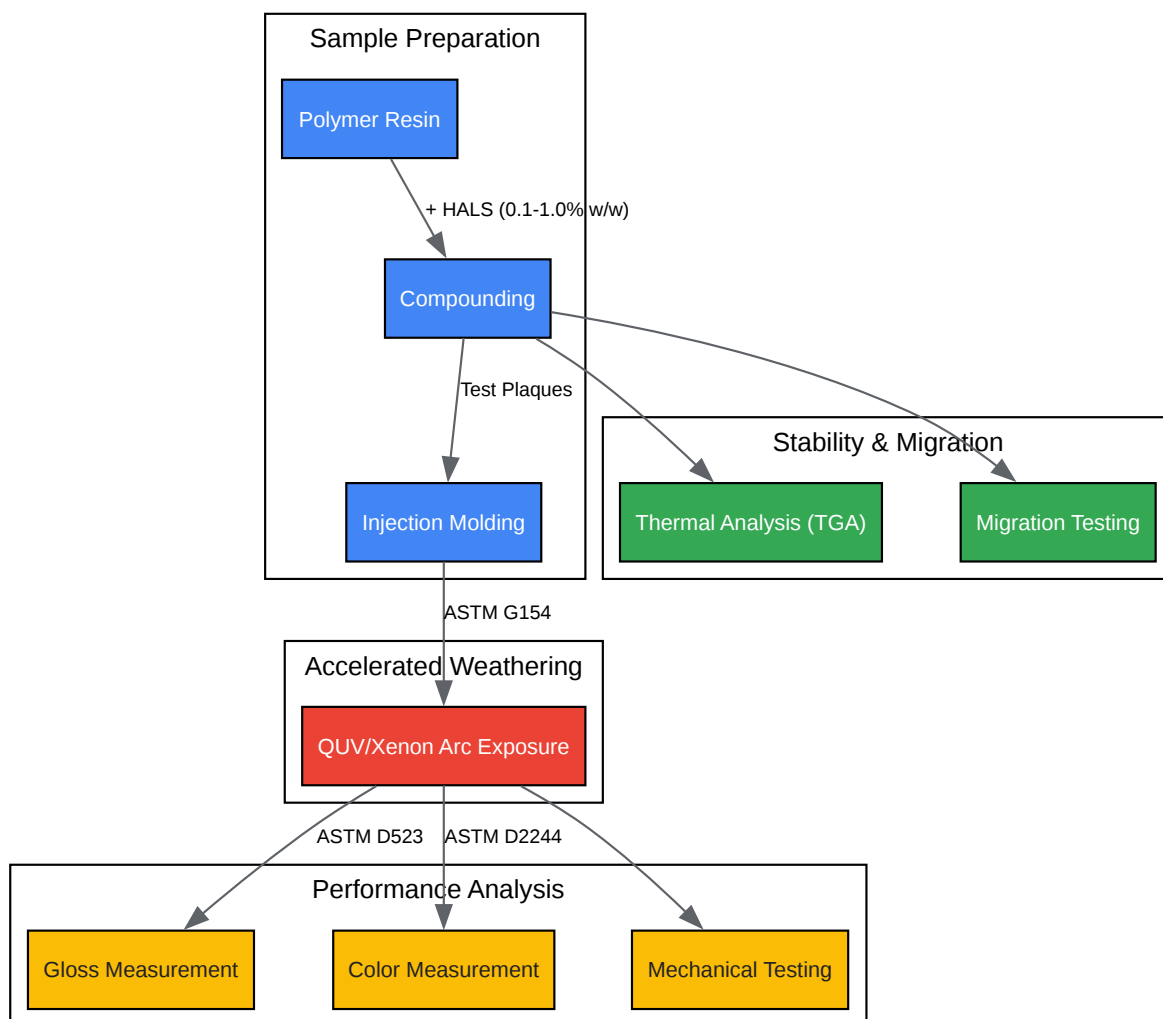 Sample Preparation
Polymer Resin
+ HALS (0.1-1.0% w/w)
Compounding
Test Plaques
Stability & Migration
Injection Molding
Thermal Analysis (TGA)
Migration Testing
ASTM G154
Accelerated Weathering
QUV/Xenon Arc Exposure
ASTM D523
ASTM D2244
Performance Analysis
Gloss Measurement
Color Measurement
Mechanical Testing